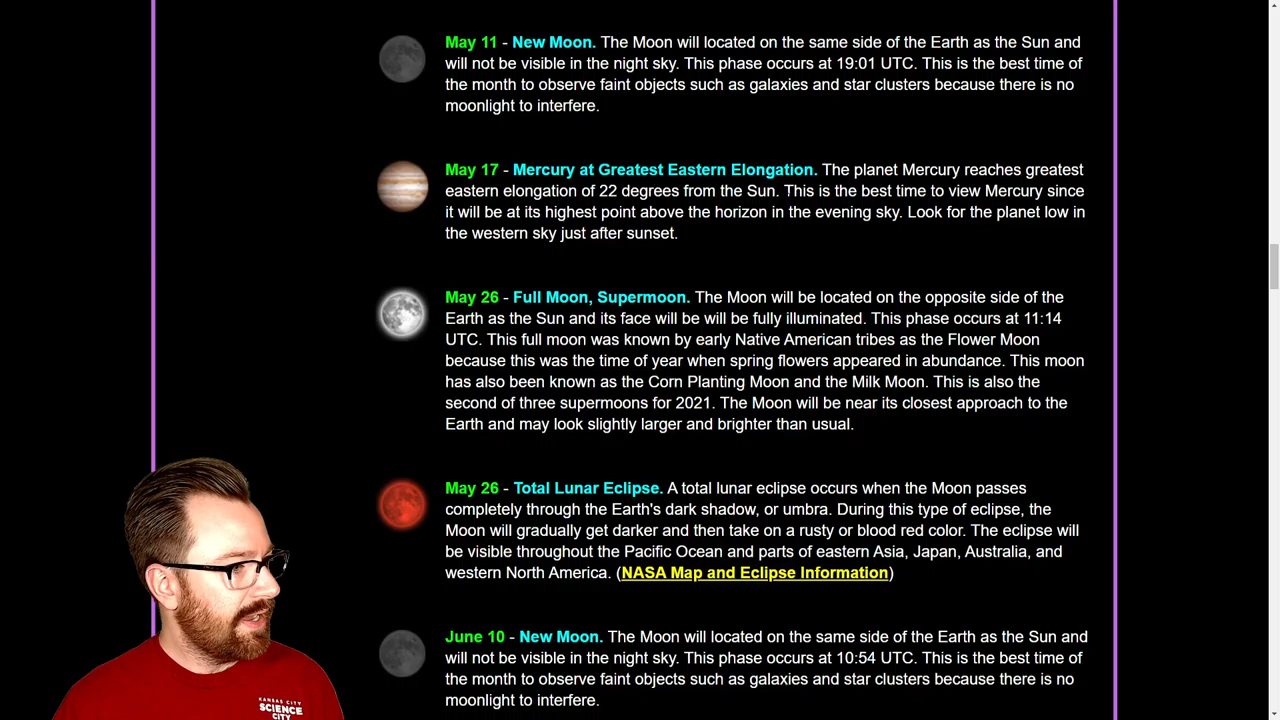 May 11 - New Moon. The Moon will located on the same side of the Earth as the Sun and
will not be visible in the night sky. This phase occurs at 19:01 UTC. This is the best time of
the month to observe faint objects such as galaxies and star clusters because there is no
moonlight to interfere.
May 17 - Mercury at Greatest Eastern Elongation. The planet Mercury reaches greatest
eastern elongation of 22 degrees from the Sun. This is the best time to view Mercury since
it will be at its highest point above the horizon in the evening sky. Look for the planet low in
the western sky just after sunset.
May 26 - Full Moon, Supermoon. The Moon will be located on the opposite side of the
Earth as the Sun and its face will be will be fully illuminated. This phase occurs at 11:14
UTC. This full moon was known by early Native American tribes as the Flower Moon
because this was the time of year when spring flowers appeared in abundance. This moon
has also been known as the Corn Planting Moon and the Milk Moon. This is also the
second of three supermoons for 2021. The Moon will be near its closest approach to the
Earth and may look slightly larger and brighter than usual.
May 26 - Total Lunar Eclipse. A total lunar eclipse occurs when the Moon passes
completely through the Earth's dark shadow, or umbra. During this type of eclipse, the
Moon will gradually get darker and then take on a rusty or blood red color. The eclipse will
be visible throughout the Pacific Ocean and parts of eastern Asia, Japan, Australia, and
western North America. (NASA Map and Eclipse Information)
June 10 - New Moon. The Moon will located on the same side of the Earth as the Sun and
will not be visible in the night sky. This phase occurs at 10:54 UTC. This is the best time of
the month to observe faint objects such as galaxies and star clusters because there is no
moonlight to interfere.
KANSAS CITY
SCIENCE
CITY